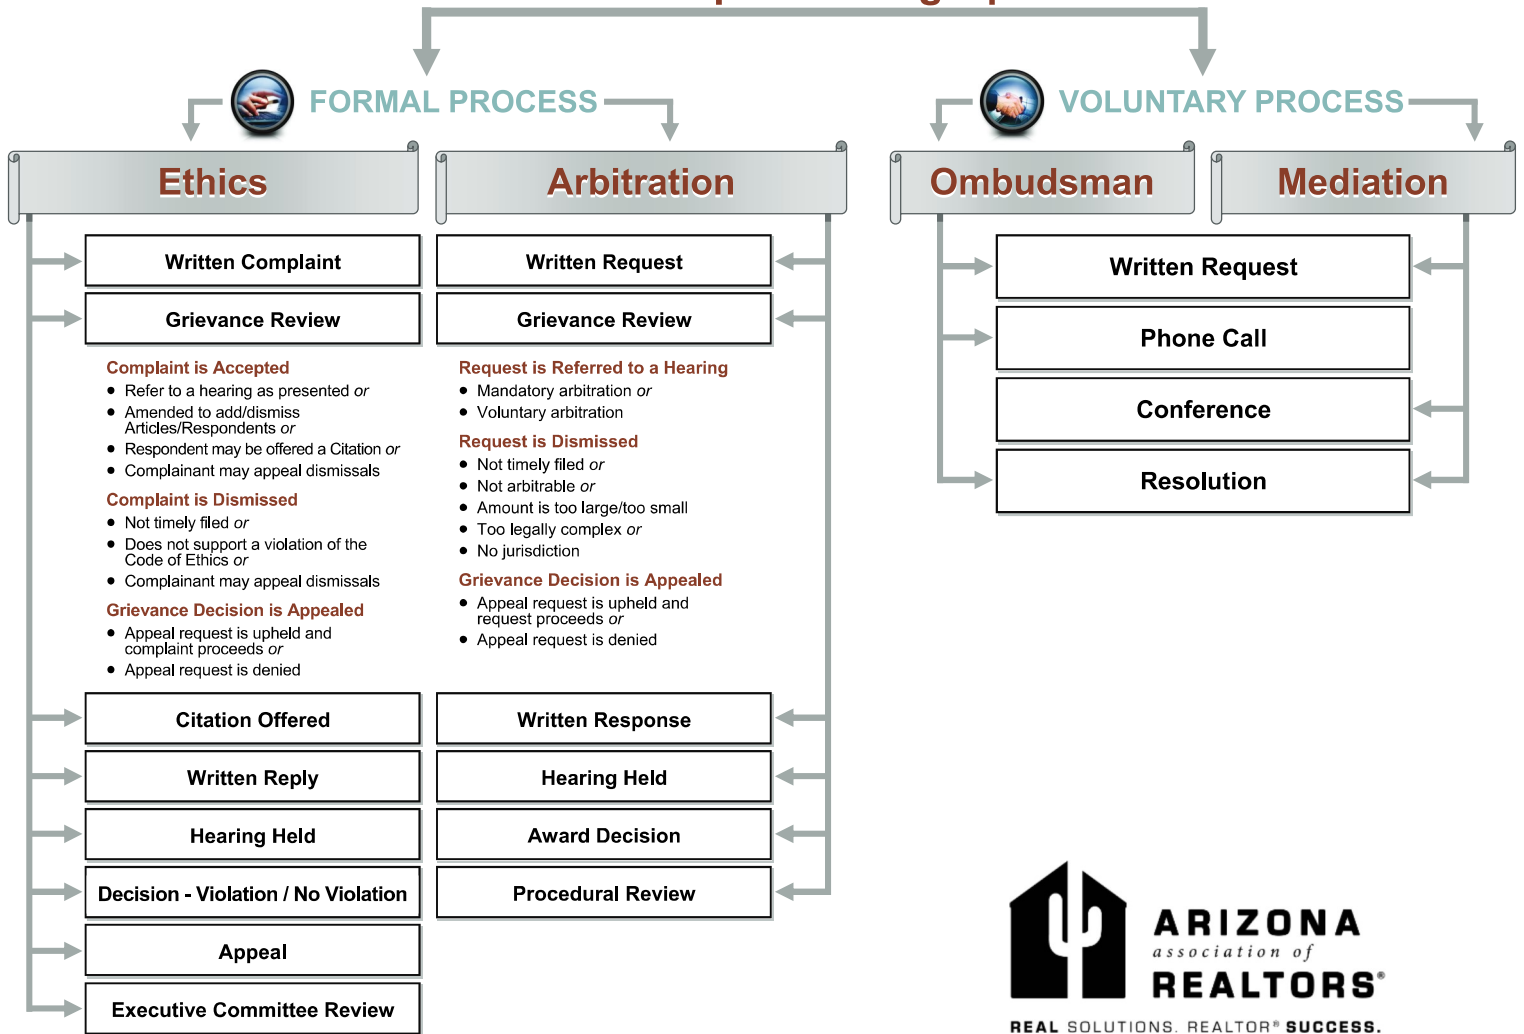 FORMAL PROCESS
VOLUNTARY PROCESS
Ethics
Arbitration
Ombudsman
Mediation
Written Complaint
Grievance Review
Complaint is Accepted
• Refer to a hearing as presented or
• Amended to add/dismiss
Articles/Respondents or
• Respondent may be offered a Citation or
• Complainant may appeal dismissals
Complaint is Dismissed
• Not timely filed or
• Does not support a violation of the
Code of Ethics or
• Complainant may appeal dismissals
Grievance Decision is Appealed
• Appeal request is upheld and
complaint proceeds or
• Appeal request is denied
Citation Offered
Written Reply
Hearing Held
Decision - Violation / No Violation
Appeal
Executive Committee Review
Written Request
Grievance Review
Request is Referred to a Hearing
• Mandatory arbitration or
• Voluntary arbitration
Request is Dismissed
• Not timely filed or
• Not arbitrable or
• Amount is too large/too small
• Too legally complex or
• No jurisdiction
Grievance Decision is Appealed
• Appeal request is upheld and
request proceeds or
• Appeal request is denied
Written Response
Hearing Held
Award Decision
Procedural Review
Written Request
Phone Call
Conference
Resolution
ARIZONA
association of
REALTORS®
REAL SOLUTIONS. REALTOR® SUCCESS.